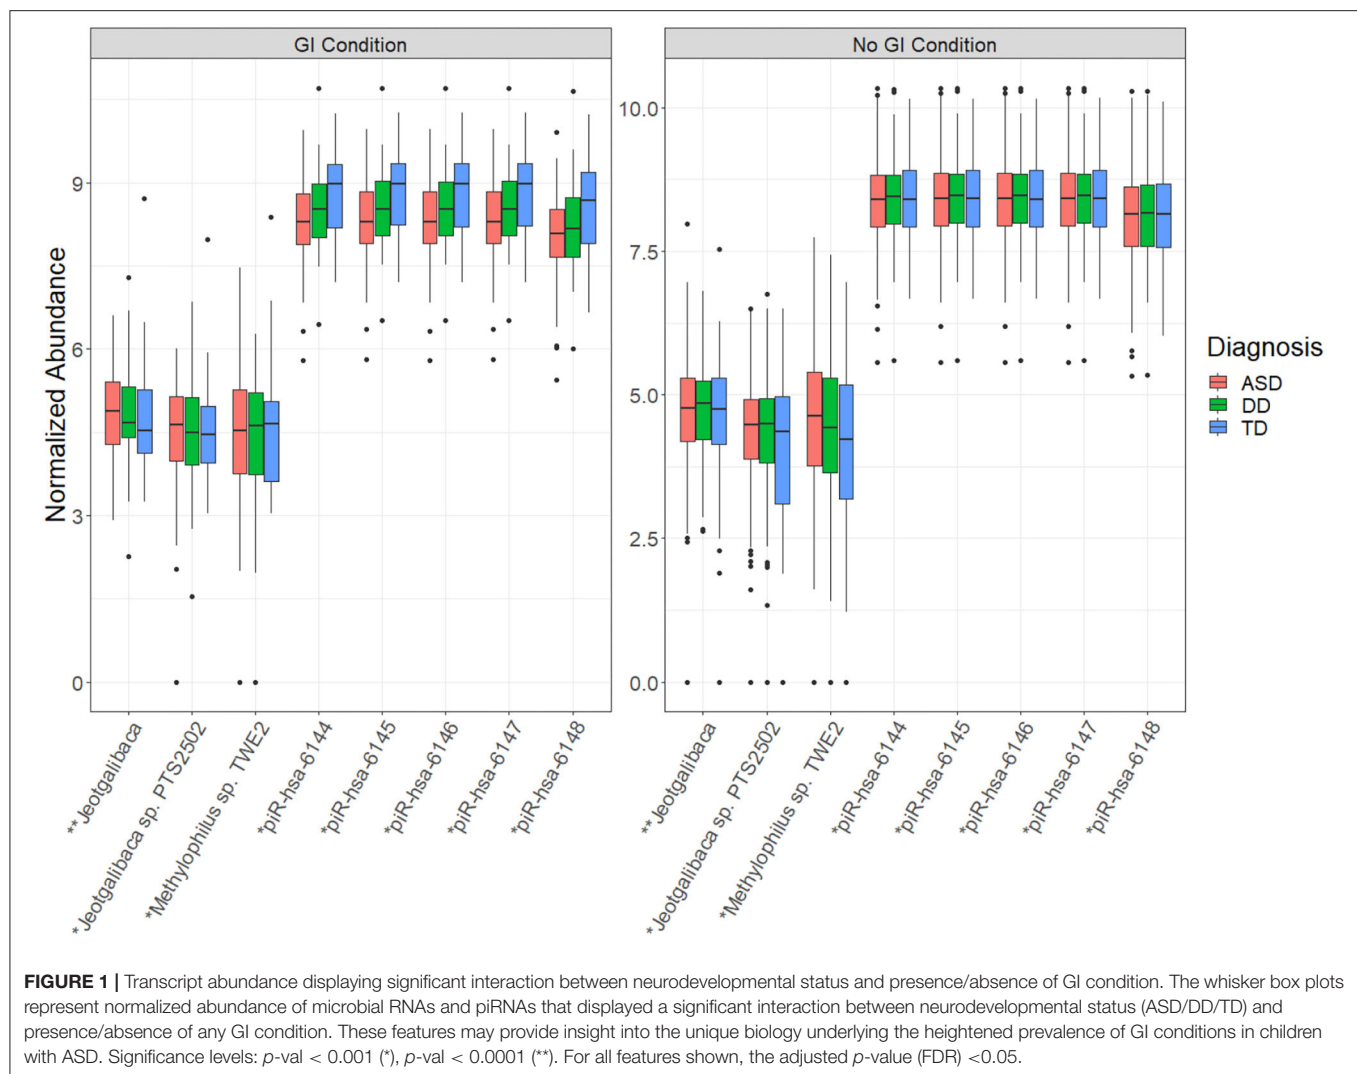 GI Condition
No GI Condition
Normalized Abundance
9
6
3
0
10.0
7.5
5.0
2.5
0.0
**Jeotgalibaca
*Jeotgalibaca sp. PTS2502
*Methylophilus sp. TWE2
*piR-hsa-6144
*piR-hsa-6145
*piR-hsa-6146
*piR-hsa-6147
*piR-hsa-6148
**Jeotgalibaca
*Jeotgalibaca sp. PTS2502
*Methylophilus sp. TWE2
*piR-hsa-6144
*piR-hsa-6145
*piR-hsa-6146
*piR-hsa-6147
*piR-hsa-6148
Diagnosis
ASD
DD
TD
FIGURE 1 | Transcript abundance displaying significant interaction between neurodevelopmental status and presence/absence of GI condition. The whisker box plots
represent normalized abundance of microbial RNAs and piRNAs that displayed a significant interaction between neurodevelopmental status (ASD/DD/TD) and
presence/absence of any GI condition. These features may provide insight into the unique biology underlying the heightened prevalence of GI conditions in children
with ASD. Significance levels: p-val < 0.001 (*), p-val < 0.0001 (**). For all features shown, the adjusted p-value (FDR) <0.05.